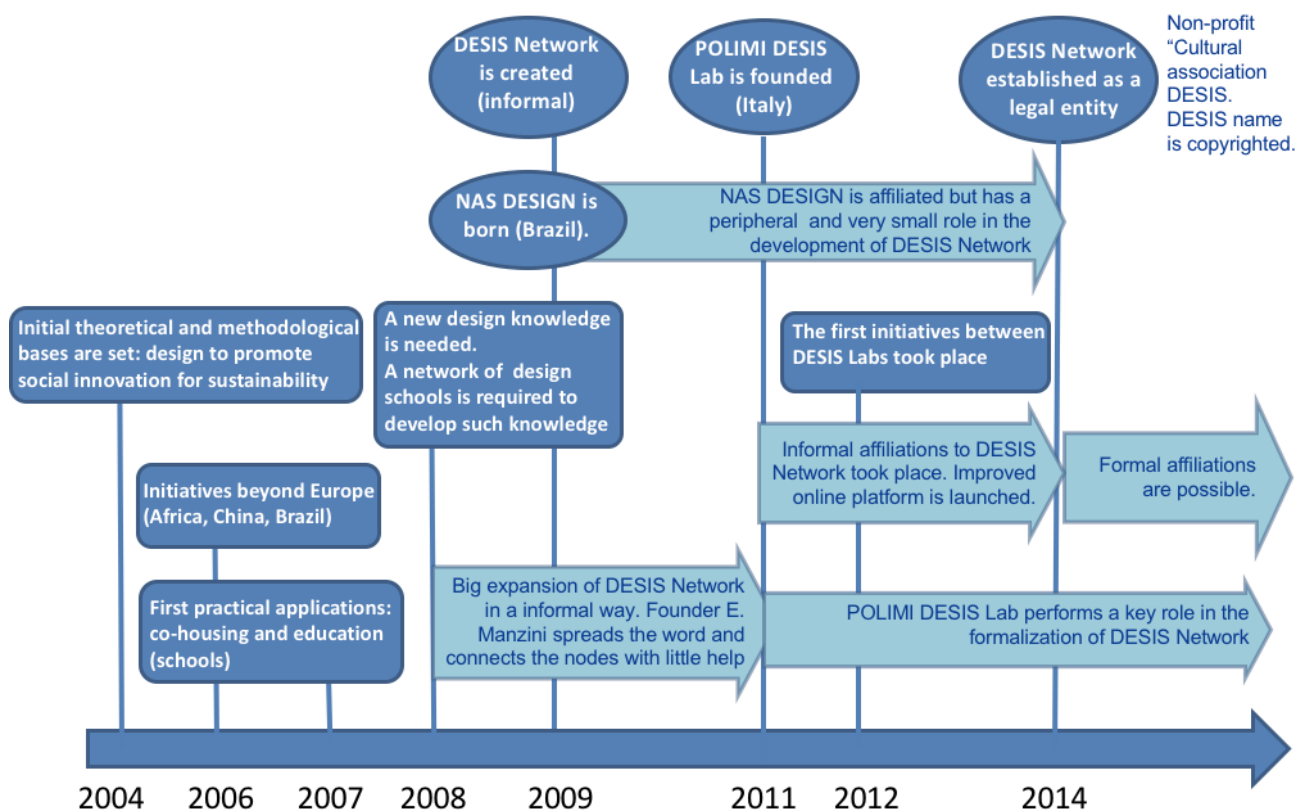 DESIS Network
is created
(informal)
POLIMI DESIS
Lab is founded
(Italy)
DESIS Network
established as a
legal entity
Non-profit
“Cultural
association
DESIS.
DESIS name
is copyrighted.
NAS DESIGN is
born (Brazil).
NAS DESIGN is affiliated but has a
peripheral and very small role in the
development of DESIS Network
Initial theoretical and methodological
bases are set: design to promote
social innovation for sustainability
A new design knowledge
is needed.
A network of design
schools is required to
develop such knowledge
The first initiatives between
DESIS Labs took place
Initiatives beyond Europe
(Africa, China, Brazil)
Informal affiliations to DESIS
Network took place. Improved
online platform is launched.
Formal affiliations
are possible.
First practical applications:
co-housing and education
(schools)
Big expansion of DESIS Network
in a informal way. Founder E.
Manzini spreads the word and
connects the nodes with little help
POLIMI DESIS Lab performs a key role in the
formalization of DESIS Network
2004 2006 2007 2008 2009 2011 2012 2014